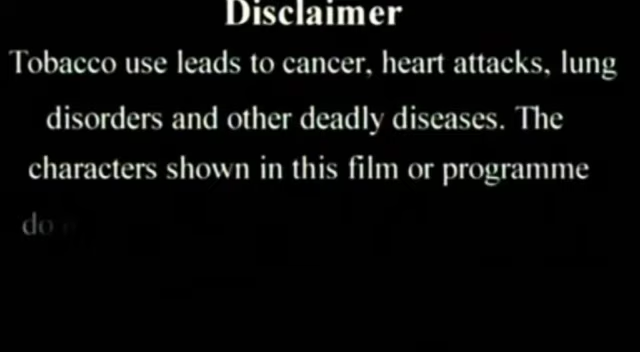 Disclaimer
Tobacco use leads to cancer, heart attacks, lung
disorders and other deadly diseases. The
characters shown in this film or programme
do